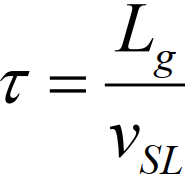 τ = L_g / v_SL